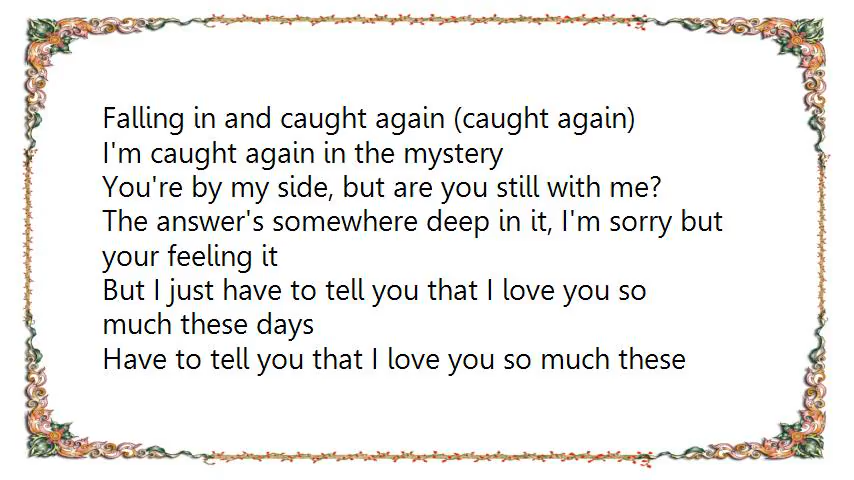 Falling in and caught again (caught again)
I'm caught again in the mystery
You're by my side, but are you still with me?
The answer's somewhere deep in it, I'm sorry but
your feeling it
But I just have to tell you that I love you so
much these days
Have to tell you that I love you so much these